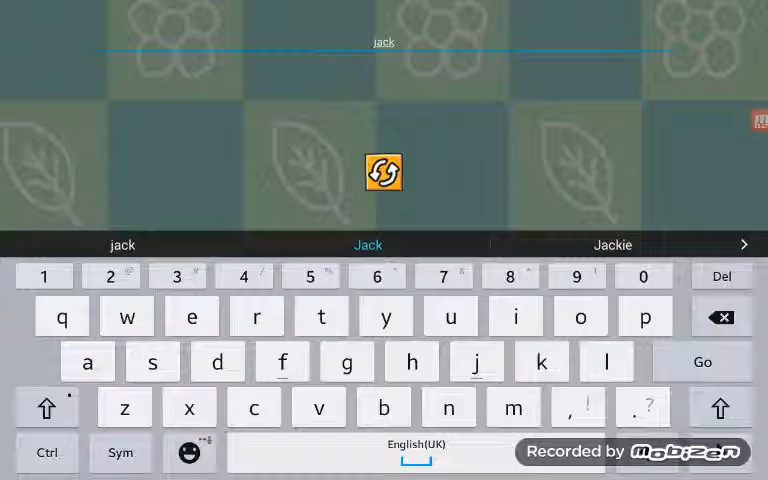 jack
jack Jack Jackie
1 2 @ 3 # 4 / 5 % 6 ^ 7 & 8 * 9 ( 0 Del
q w e r t y u i o p
a s d f g h j k l Go
z x c v b n m , ! . ?
Ctrl Sym English(UK) Recorded by mobizen